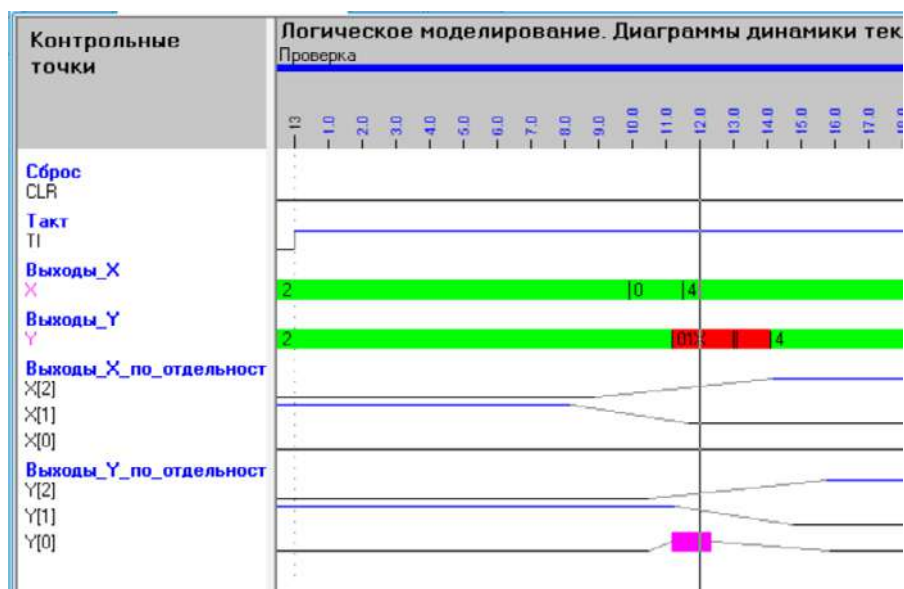 Контрольные
точки
Логическое моделирование. Диаграммы динамики тек
Проверка
13 1.0 2.0 3.0 4.0 5.0 6.0 7.0 8.0 9.0 10.0 11.0 12.0 13.0 14.0 15.0 16.0 17.0 18.0
Сброс
CLR
Такт
TI
Выходы_X
X
2 0 4
Выходы_Y
Y
2 01X 4
Выходы_X_по_отдельност
X[2]
X[1]
X[0]
Выходы_Y_по_отдельност
Y[2]
Y[1]
Y[0]